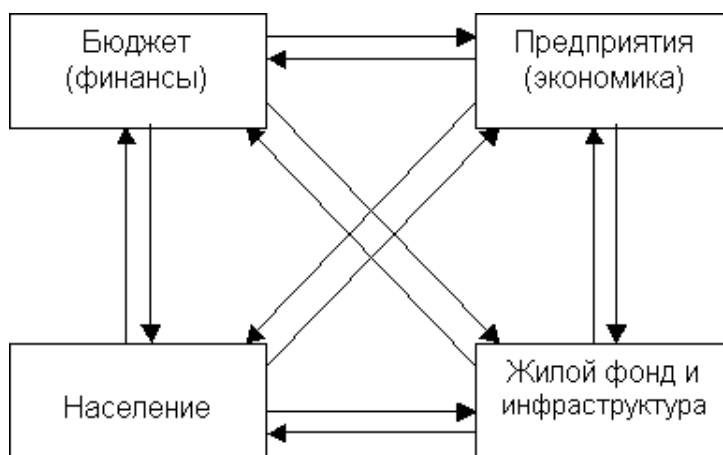 Бюджет
(финансы)
Предприятия
(экономика)
Население
Жилой фонд и
инфраструктура